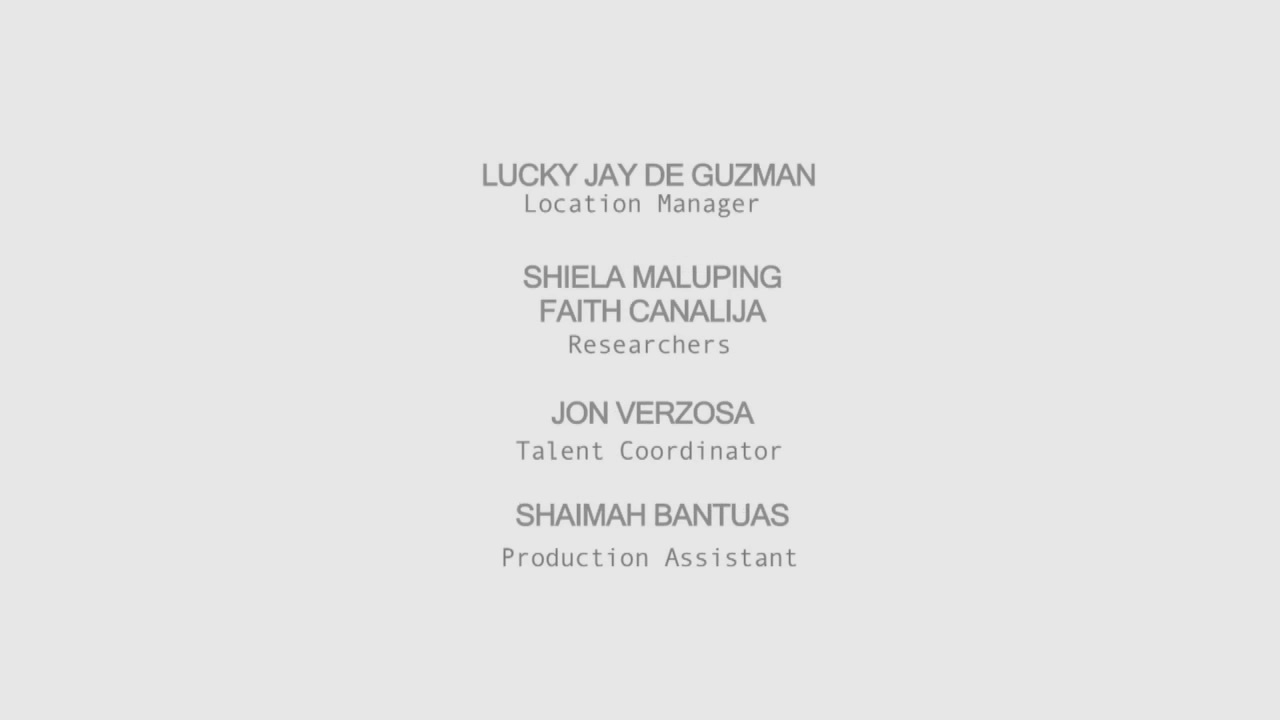 LUCKY JAY DE GUZMAN
Location Manager
SHIELA MALUPING
FAITH CANALIJA
Researchers
JON VERZOSA
Talent Coordinator
SHAIMAH BANTUAS
Production Assistant